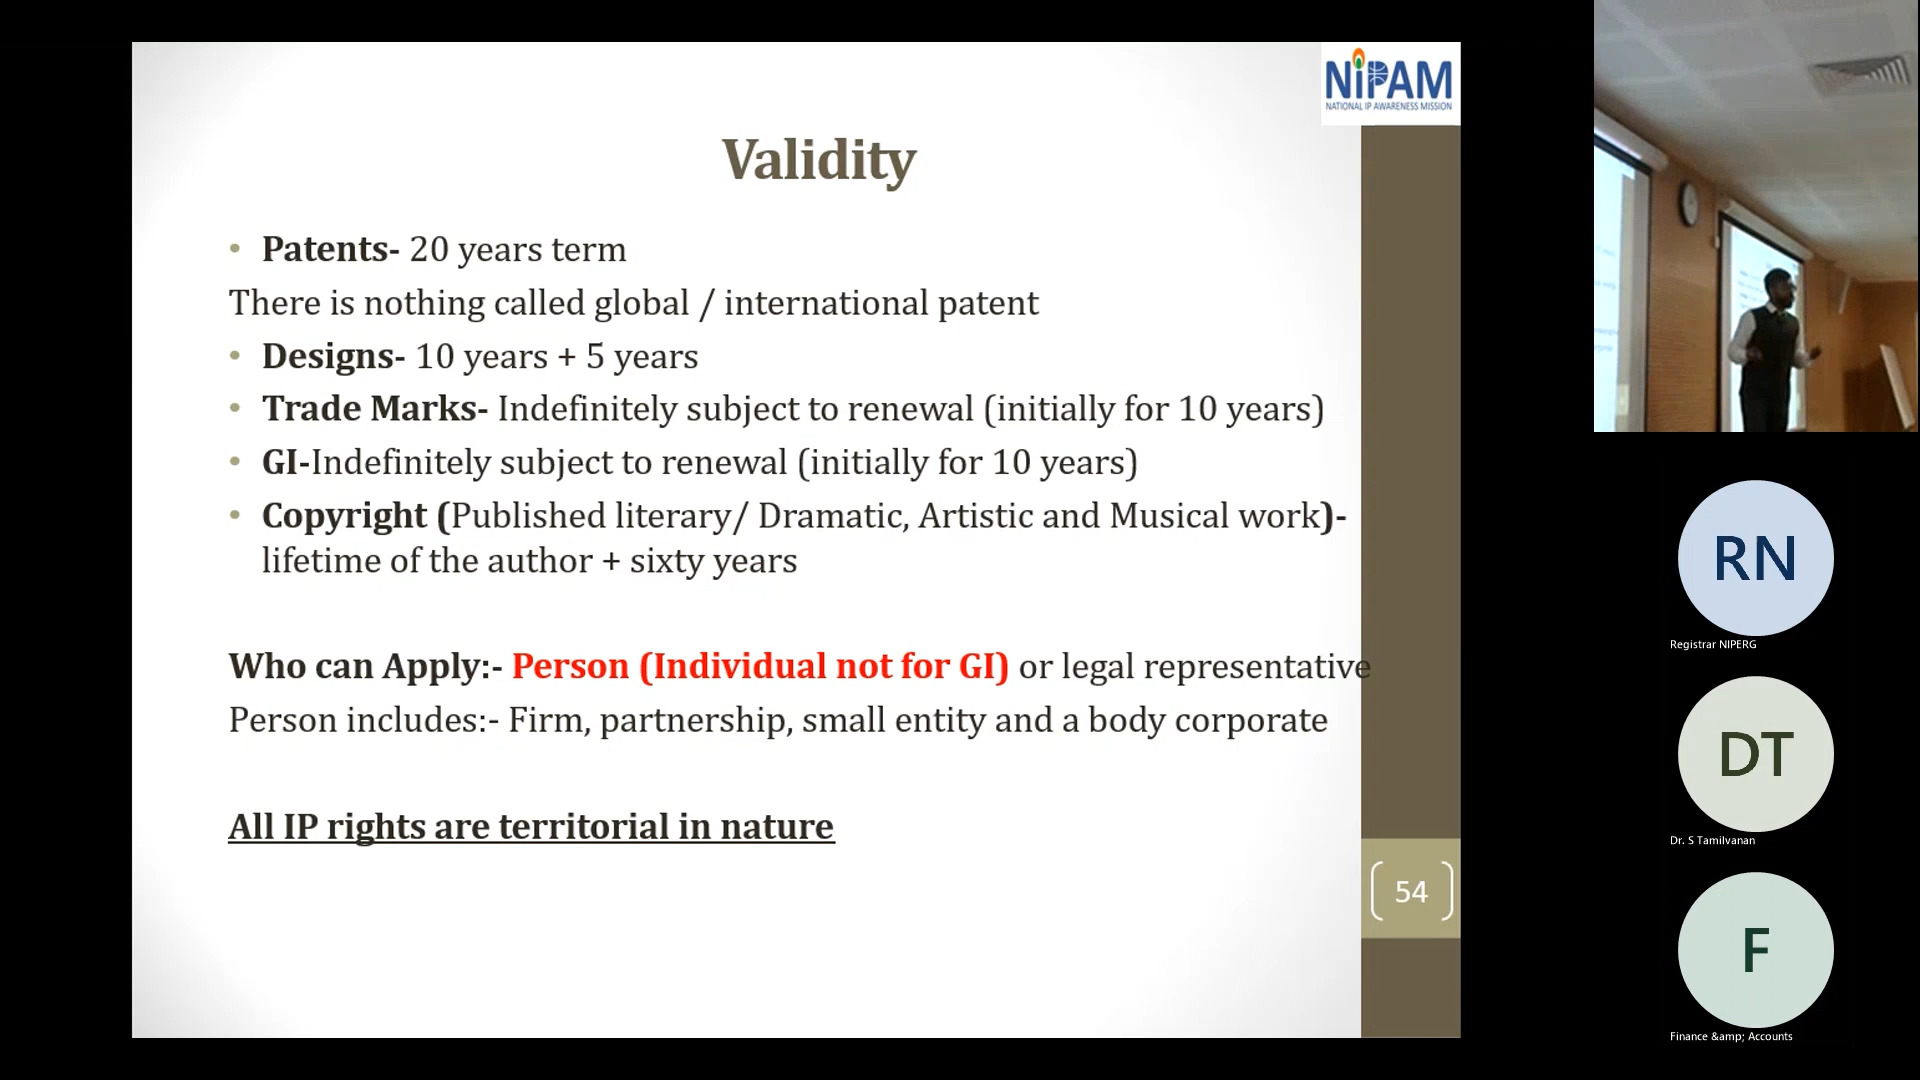 NiPAM
NATIONAL IP AWARENESS MISSION
Validity
• Patents- 20 years term
There is nothing called global / international patent
• Designs- 10 years + 5 years
• Trade Marks- Indefinitely subject to renewal (initially for 10 years)
• GI-Indefinitely subject to renewal (initially for 10 years)
• Copyright (Published literary/ Dramatic, Artistic and Musical work)-
lifetime of the author + sixty years
Who can Apply:- Person (Individual not for GI) or legal representative
Person includes:- Firm, partnership, small entity and a body corporate
All IP rights are territorial in nature
54
RN
Registrar NIPERG
DT
Dr. S Tamilvanan
F
Finance &amp; Accounts